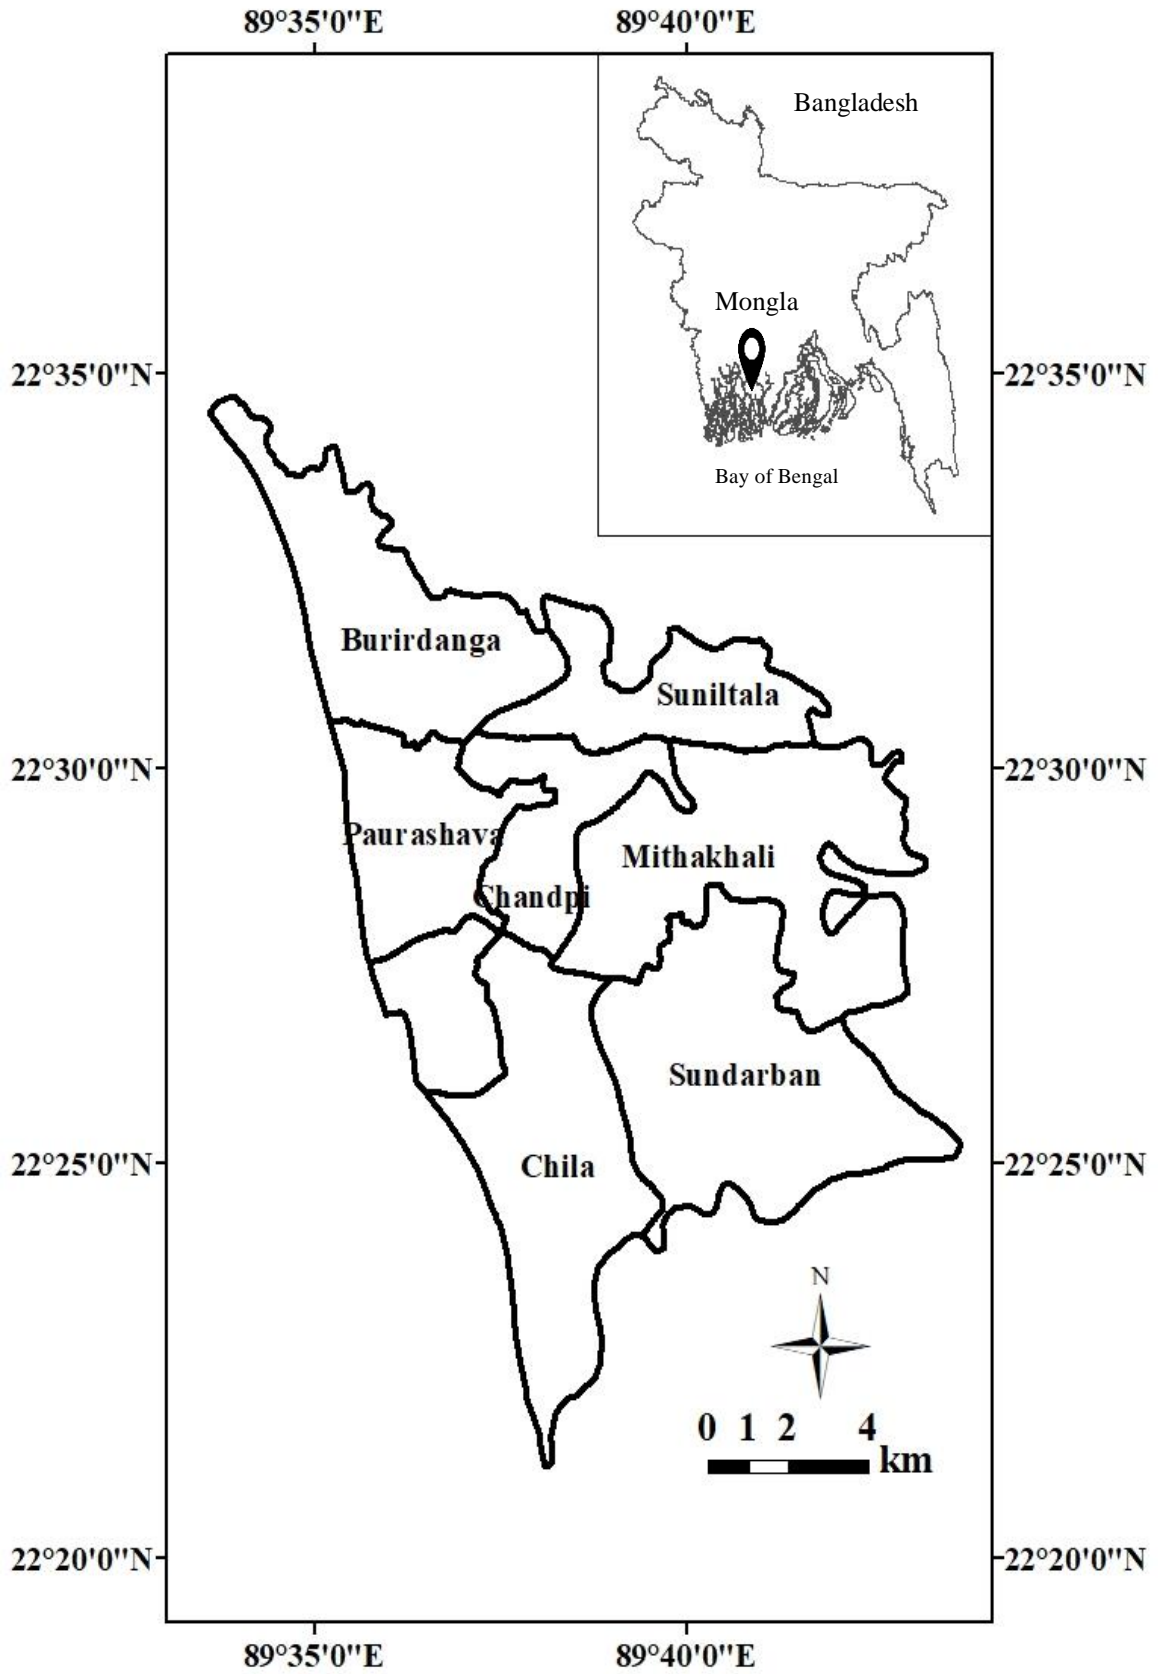 89°35'0"E 89°40'0"E
Bangladesh
Mongla
22°35'0"N 22°35'0"N
Bay of Bengal
Burirdanga
Suniltala
22°30'0"N 22°30'0"N
Paurashava
Mithakhali
Chandpi
Sundarban
22°25'0"N Chila 22°25'0"N
N
0 1 2 4
km
22°20'0"N 22°20'0"N
89°35'0"E 89°40'0"E